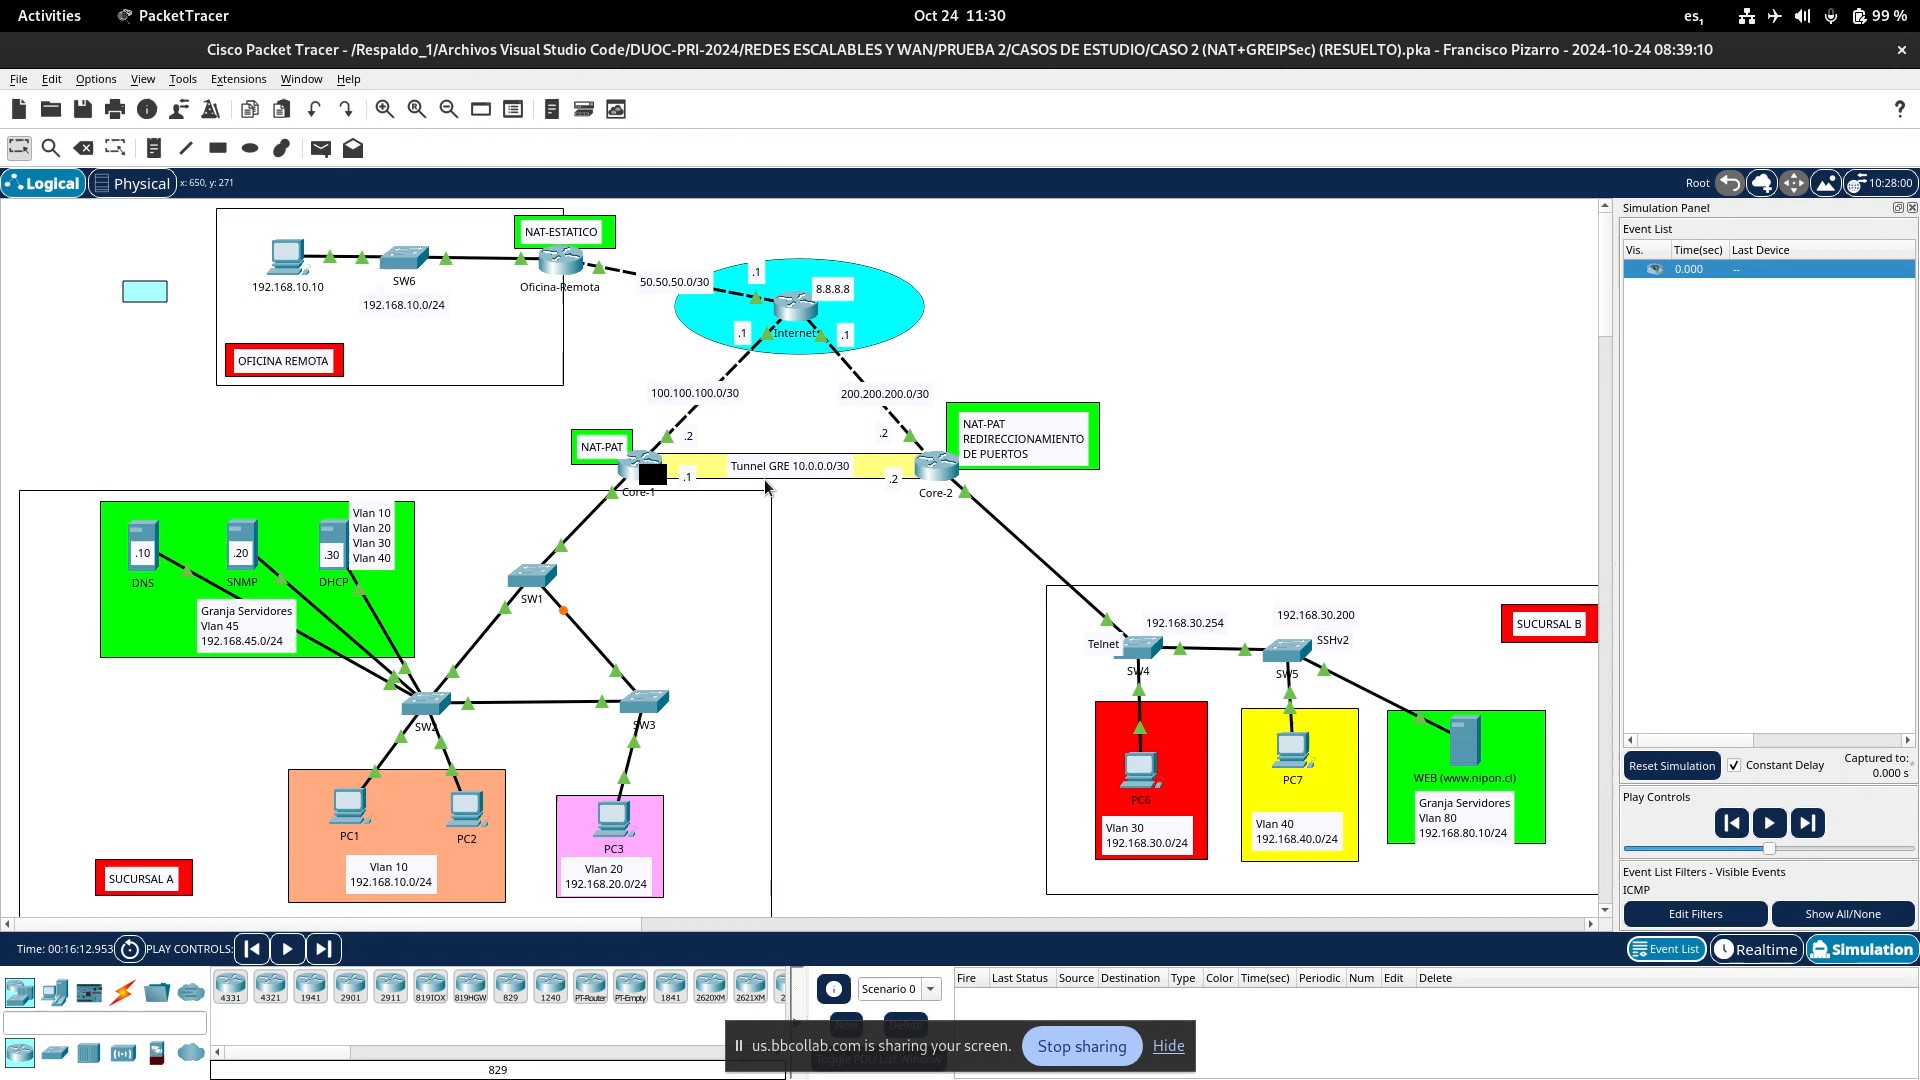 Activities
PacketTracer
Oct 24 11:30
es1
99 %
Cisco Packet Tracer - /Respaldo_1/Archivos Visual Studio Code/DUOC-PRI-2024/REDES ESCALABLES Y WAN/PRUEBA 2/CASOS DE ESTUDIO/CASO 2 (NAT+GREIPSec) (RESUELTO).pka - Francisco Pizarro - 2024-10-24 08:39:10
File Edit Options View Tools Extensions Window Help
Logical
Physical
x: 650, y: 271
Root
10:28:00
NAT-ESTATICO
192.168.10.10
SW6
Oficina-Remota
192.168.10.0/24
OFICINA REMOTA
50.50.50.0/30
.1
8.8.8.8
.1
Internet
.1
100.100.100.0/30
200.200.200.0/30
.2
.2
NAT-PAT
NAT-PAT
REDIRECCIONAMIENTO
DE PUERTOS
Tunnel GRE 10.0.0.0/30
.1
.2
Core-1
Core-2
.10
DNS
.20
SNMP
.30
DHCP
Vlan 10
Vlan 20
Vlan 30
Vlan 40
Granja Servidores
Vlan 45
192.168.45.0/24
SW1
SW2
SW3
PC1
PC2
Vlan 10
192.168.10.0/24
PC3
Vlan 20
192.168.20.0/24
SUCURSAL A
Telnet
192.168.30.254
192.168.30.200
SSHv2
SUCURSAL B
SW4
SW5
PC6
Vlan 30
192.168.30.0/24
PC7
Vlan 40
192.168.40.0/24
WEB (www.nipon.cl)
Granja Servidores
Vlan 80
192.168.80.10/24
Simulation Panel
Event List
Vis. Time(sec) Last Device
0.000 --
Reset Simulation
Constant Delay
Captured to:
0.000 s
Play Controls
Event List Filters - Visible Events
ICMP
Edit Filters
Show All/None
Time: 00:16:12.953
PLAY CONTROLS:
Event List
Realtime
Simulation
4331 4321 1941 2901 2911 819IOX 819HGW 829 1240 PT-Router PT-Empty 1841 2620XM 2621XM
829
Scenario 0
New
Delete
Toggle PDU List Window
Fire Last Status Source Destination Type Color Time(sec) Periodic Num Edit Delete
us.bbcollab.com is sharing your screen.
Stop sharing
Hide